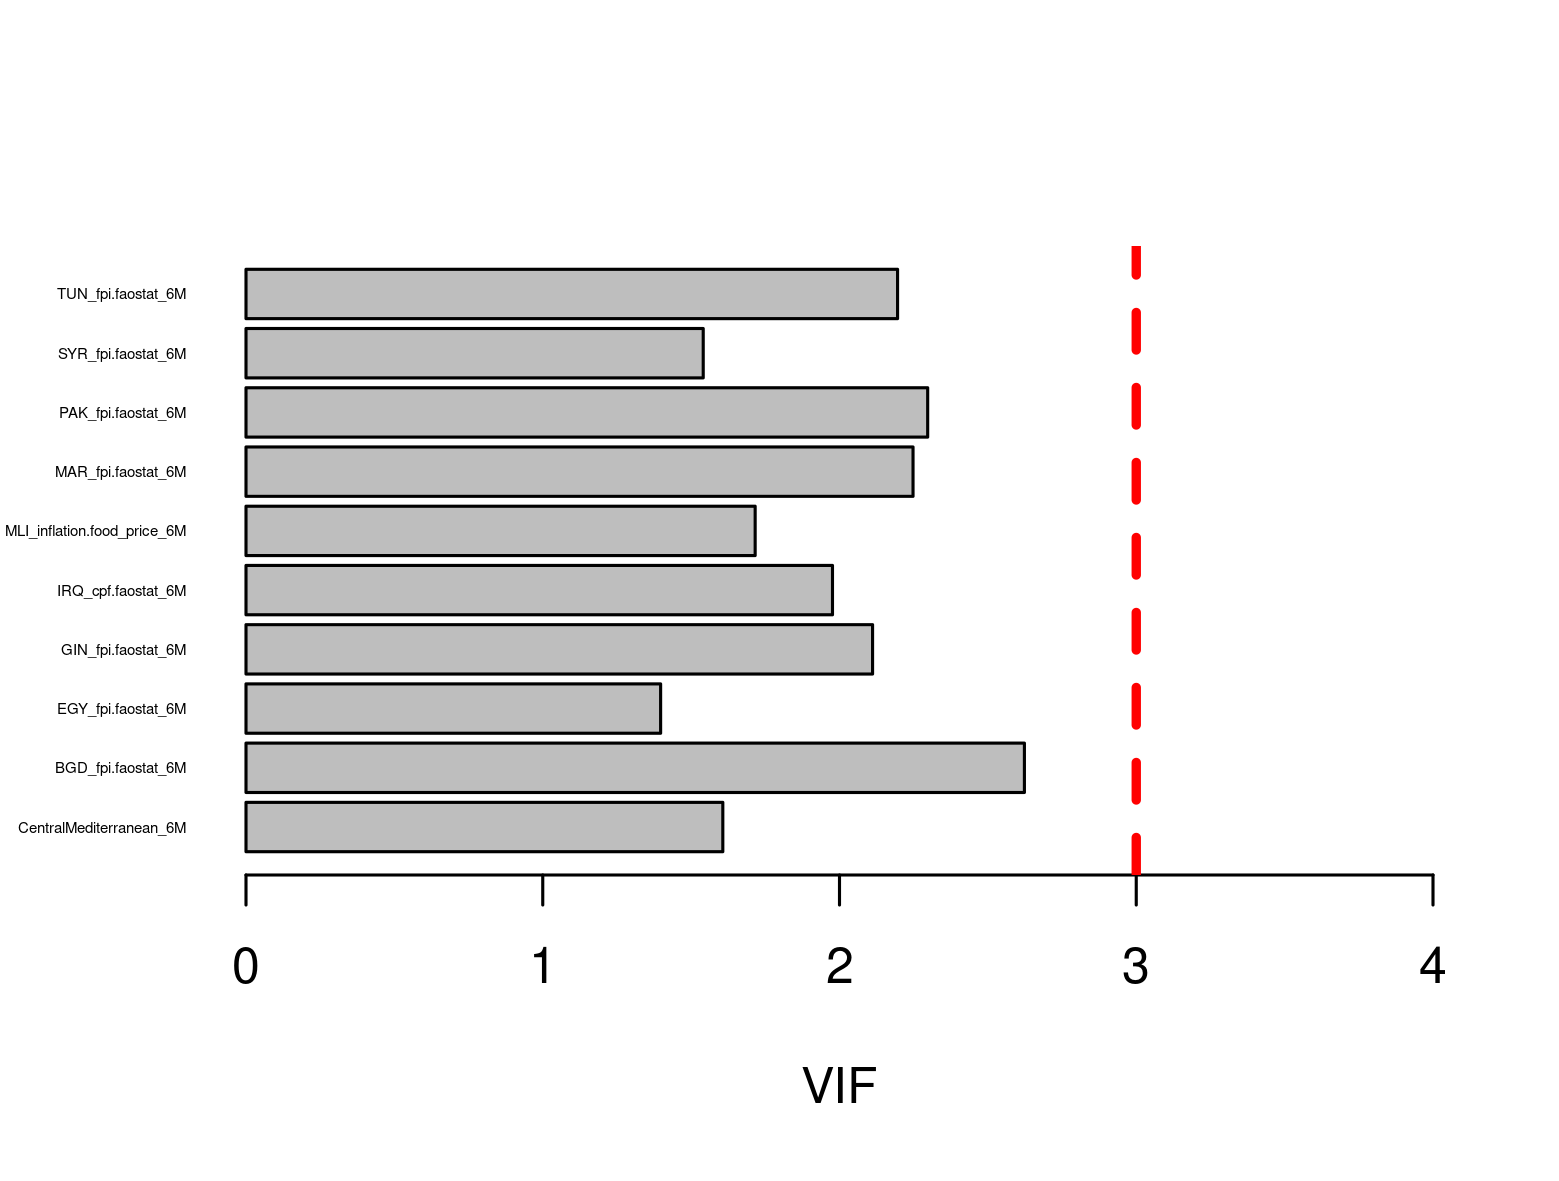 TUN_fpi.faostat_6M
SYR_fpi.faostat_6M
PAK_fpi.faostat_6M
MAR_fpi.faostat_6M
MLI_inflation.food_price_6M
IRQ_cpf.faostat_6M
GIN_fpi.faostat_6M
EGY_fpi.faostat_6M
BGD_fpi.faostat_6M
CentralMediterranean_6M
0 1 2 3 4
VIF